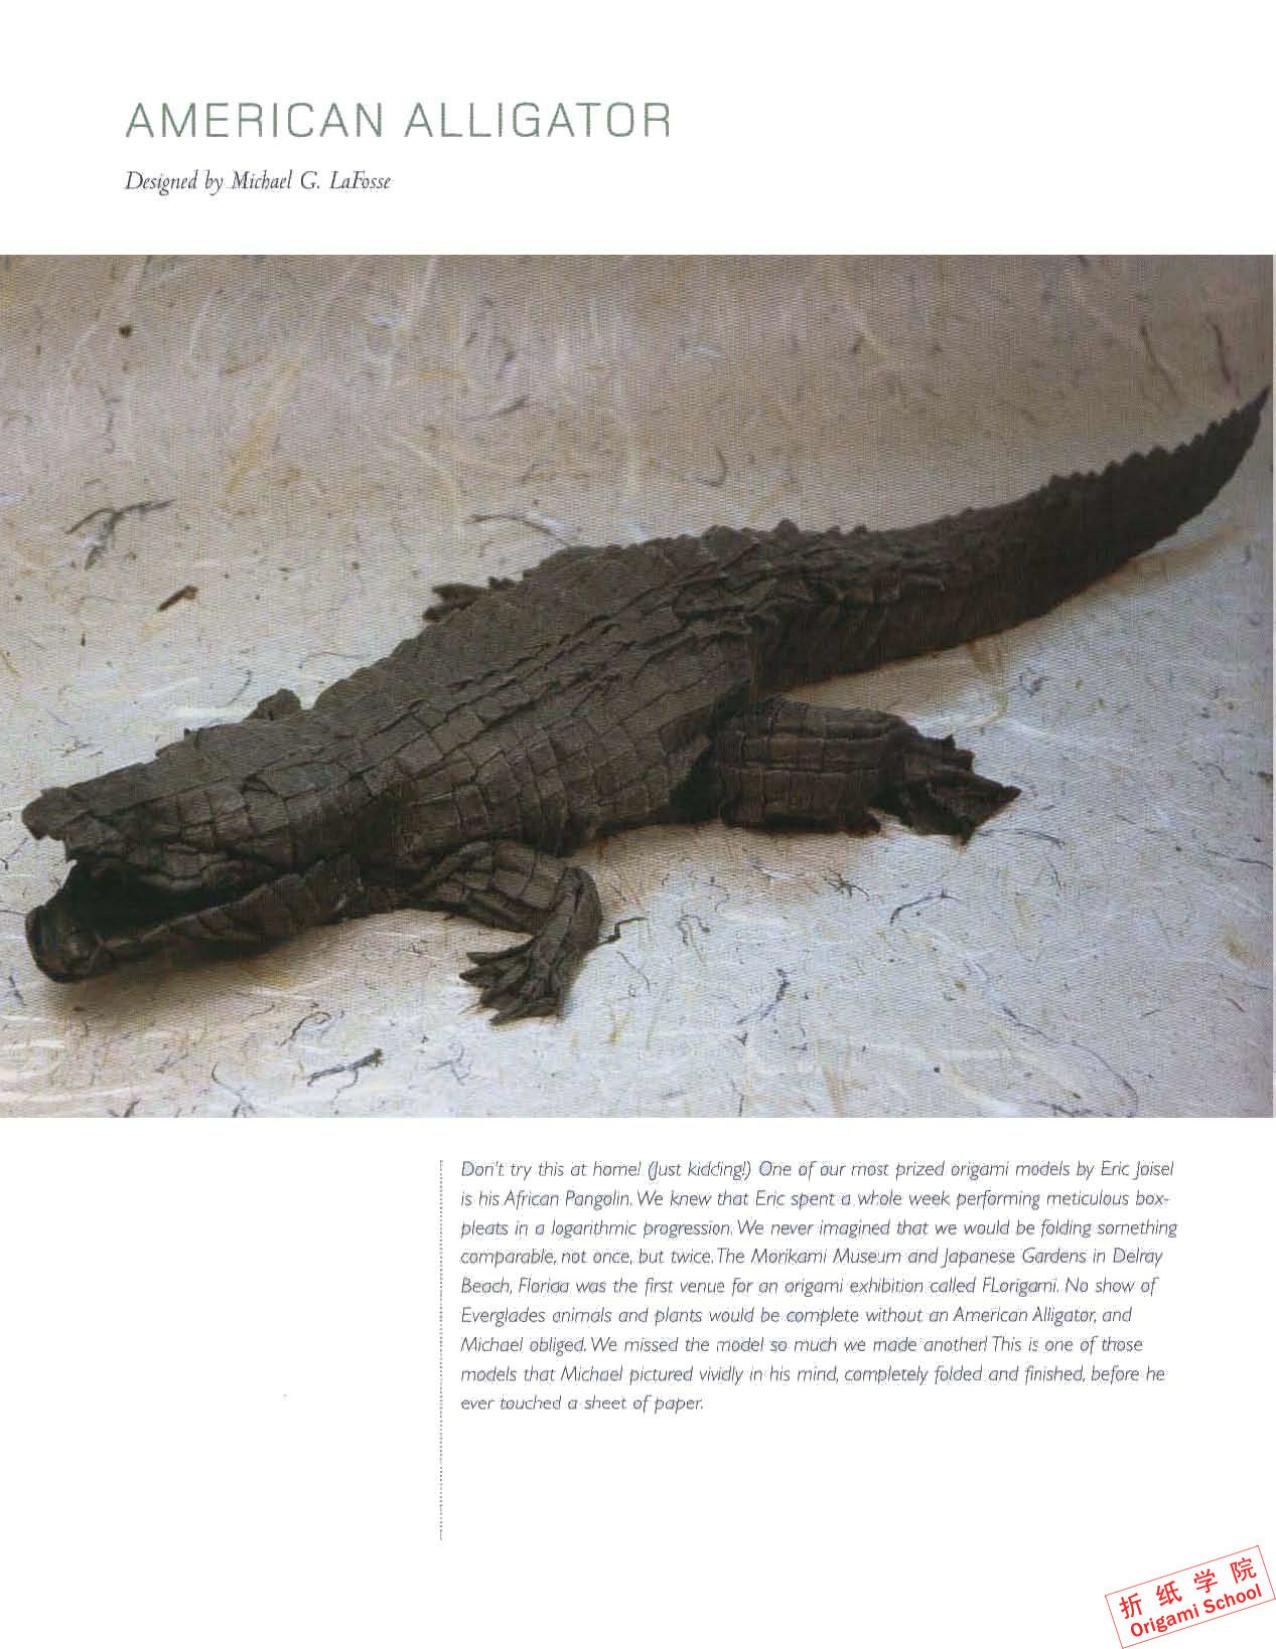 AMERICAN ALLIGATOR
Designed by Michael G. LaFosse
Don't try this at home! (Just kidding!) One of our most prized origami models by Eric Joisel
is his African Pangolin. We knew that Eric spent a whole week performing meticulous box-
pleats in a logarithmic progression. We never imagined that we would be folding something
comparable, not once, but twice. The Morikami Museum and Japanese Gardens in Delray
Beach, Florida was the first venue for an origami exhibition called FLorigami. No show of
Everglades animals and plants would be complete without an American Alligator, and
Michael obliged. We missed the model so much we made another! This is one of those
models that Michael pictured vividly in his mind, completely folded and finished, before he
ever touched a sheet of paper.
折纸学院
Origami School